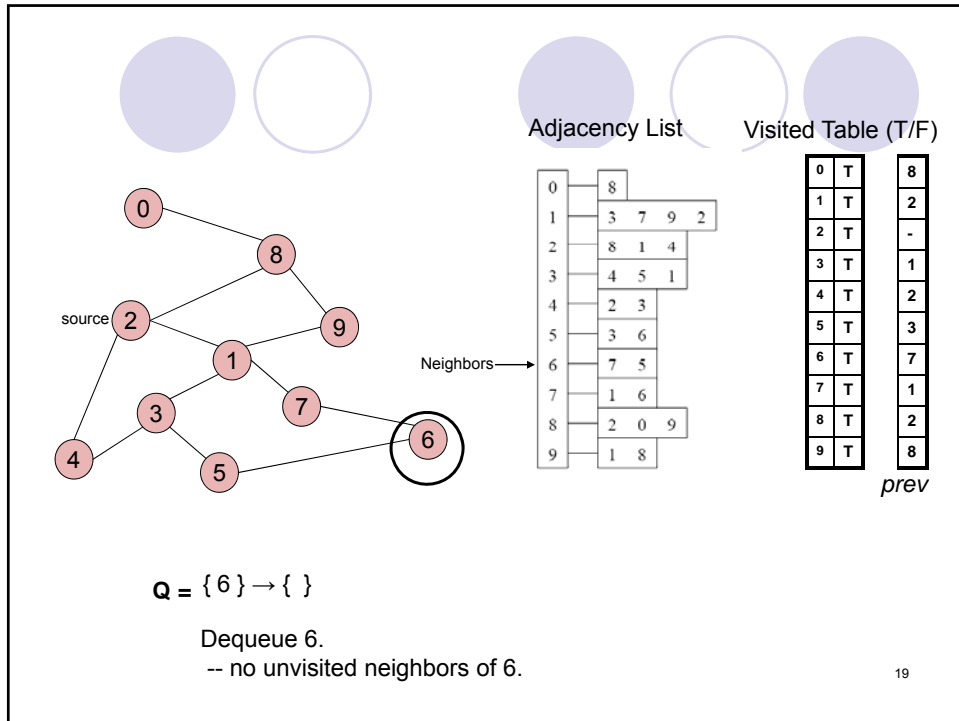 Adjacency List
Visited Table (T/F)
0
8
source 2
9
1
7
3
6
4
5
Neighbors
0 8
1 3 7 9 2
2 8 1 4
3 4 5 1
4 2 3
5 3 6
6 7 5
7 1 6
8 2 0 9
9 1 8
0 T 8
1 T 2
2 T -
3 T 1
4 T 2
5 T 3
6 T 7
7 T 1
8 T 2
9 T 8
prev
Q = { 6 } → { }
Dequeue 6.
-- no unvisited neighbors of 6.
19